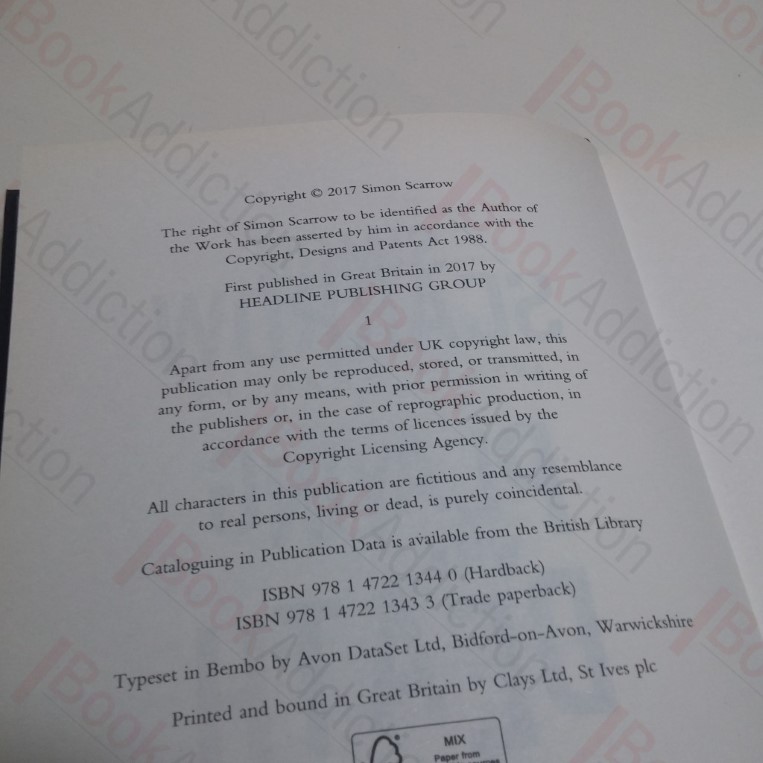 Copyright © 2017 Simon Scarrow
The right of Simon Scarrow to be identified as the Author of
the Work has been asserted by him in accordance with the
Copyright, Designs and Patents Act 1988.
First published in Great Britain in 2017 by
HEADLINE PUBLISHING GROUP
1
Apart from any use permitted under UK copyright law, this
publication may only be reproduced, stored, or transmitted, in
any form, or by any means, with prior permission in writing of
the publishers or, in the case of reprographic production, in
accordance with the terms of licences issued by the
Copyright Licensing Agency.
All characters in this publication are fictitious and any resemblance
to real persons, living or dead, is purely coincidental.
Cataloguing in Publication Data is available from the British Library
ISBN 978 1 4722 1344 0 (Hardback)
ISBN 978 1 4722 1343 3 (Trade paperback)
Typeset in Bembo by Avon DataSet Ltd, Bidford-on-Avon, Warwickshire
Printed and bound in Great Britain by Clays Ltd, St Ives plc
MIX
Paper from
BookAddiction